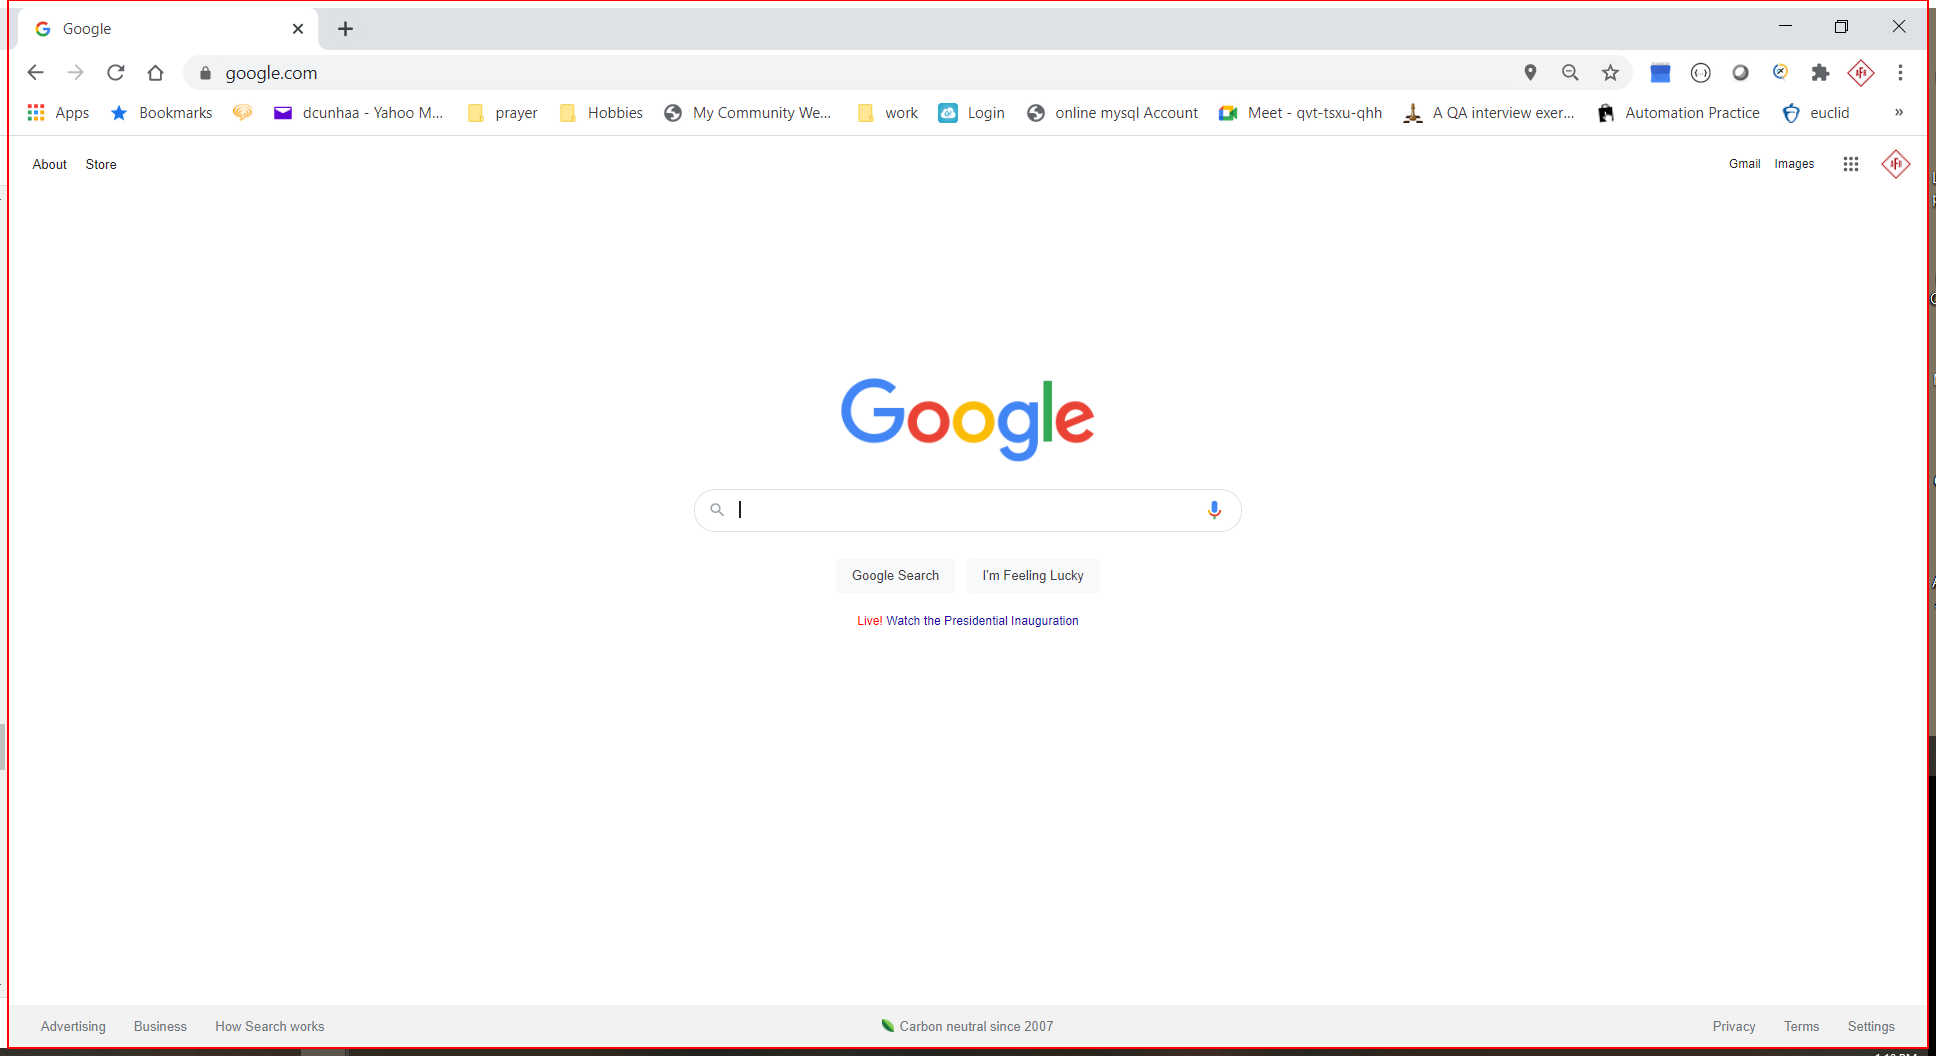 Google
google.com
Apps Bookmarks dcunhaa - Yahoo M... prayer Hobbies My Community We... work Login online mysql Account Meet - qvt-tsxu-qhh A QA interview exer... Automation Practice euclid »
About Store Gmail Images
Google
Google Search I'm Feeling Lucky
Live! Watch the Presidential Inauguration
Advertising Business How Search works Carbon neutral since 2007 Privacy Terms Settings